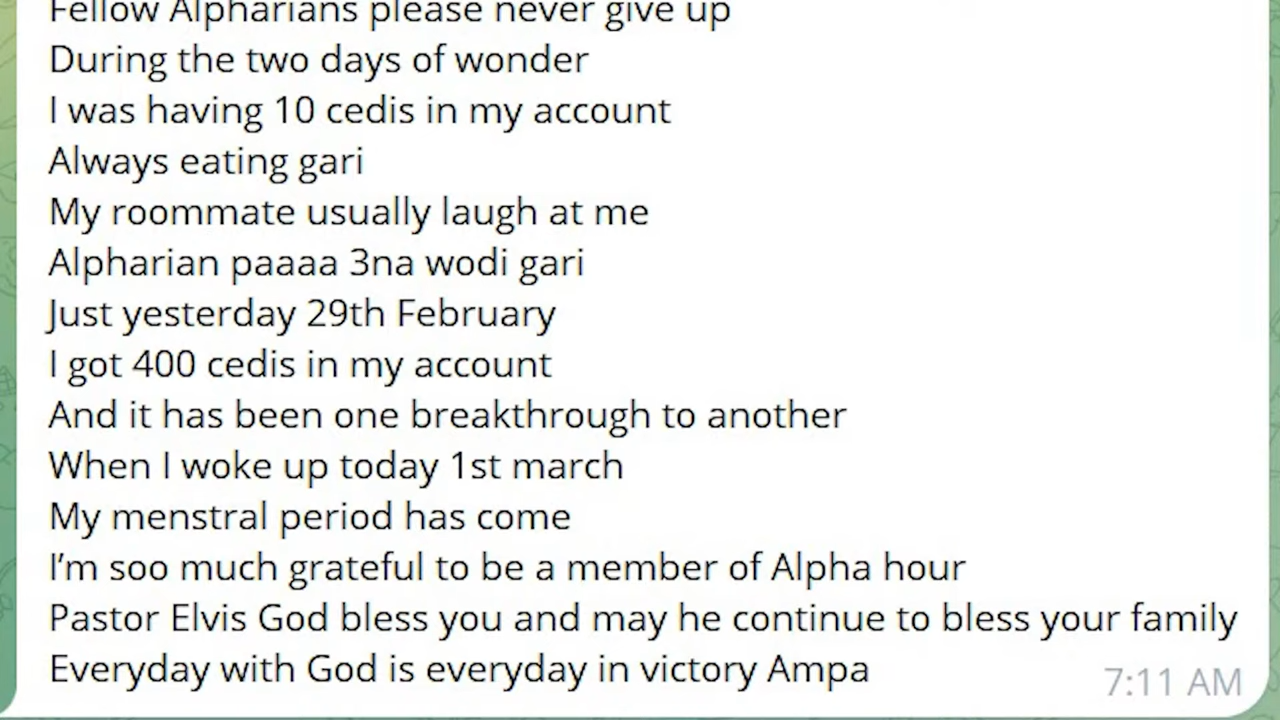 Fellow Alpharians please never give up
During the two days of wonder
I was having 10 cedis in my account
Always eating gari
My roommate usually laugh at me
Alpharian paaaa 3na wodi gari
Just yesterday 29th February
I got 400 cedis in my account
And it has been one breakthrough to another
When I woke up today 1st march
My menstral period has come
I’m soo much grateful to be a member of Alpha hour
Pastor Elvis God bless you and may he continue to bless your family
Everyday with God is everyday in victory Ampa
7:11 AM